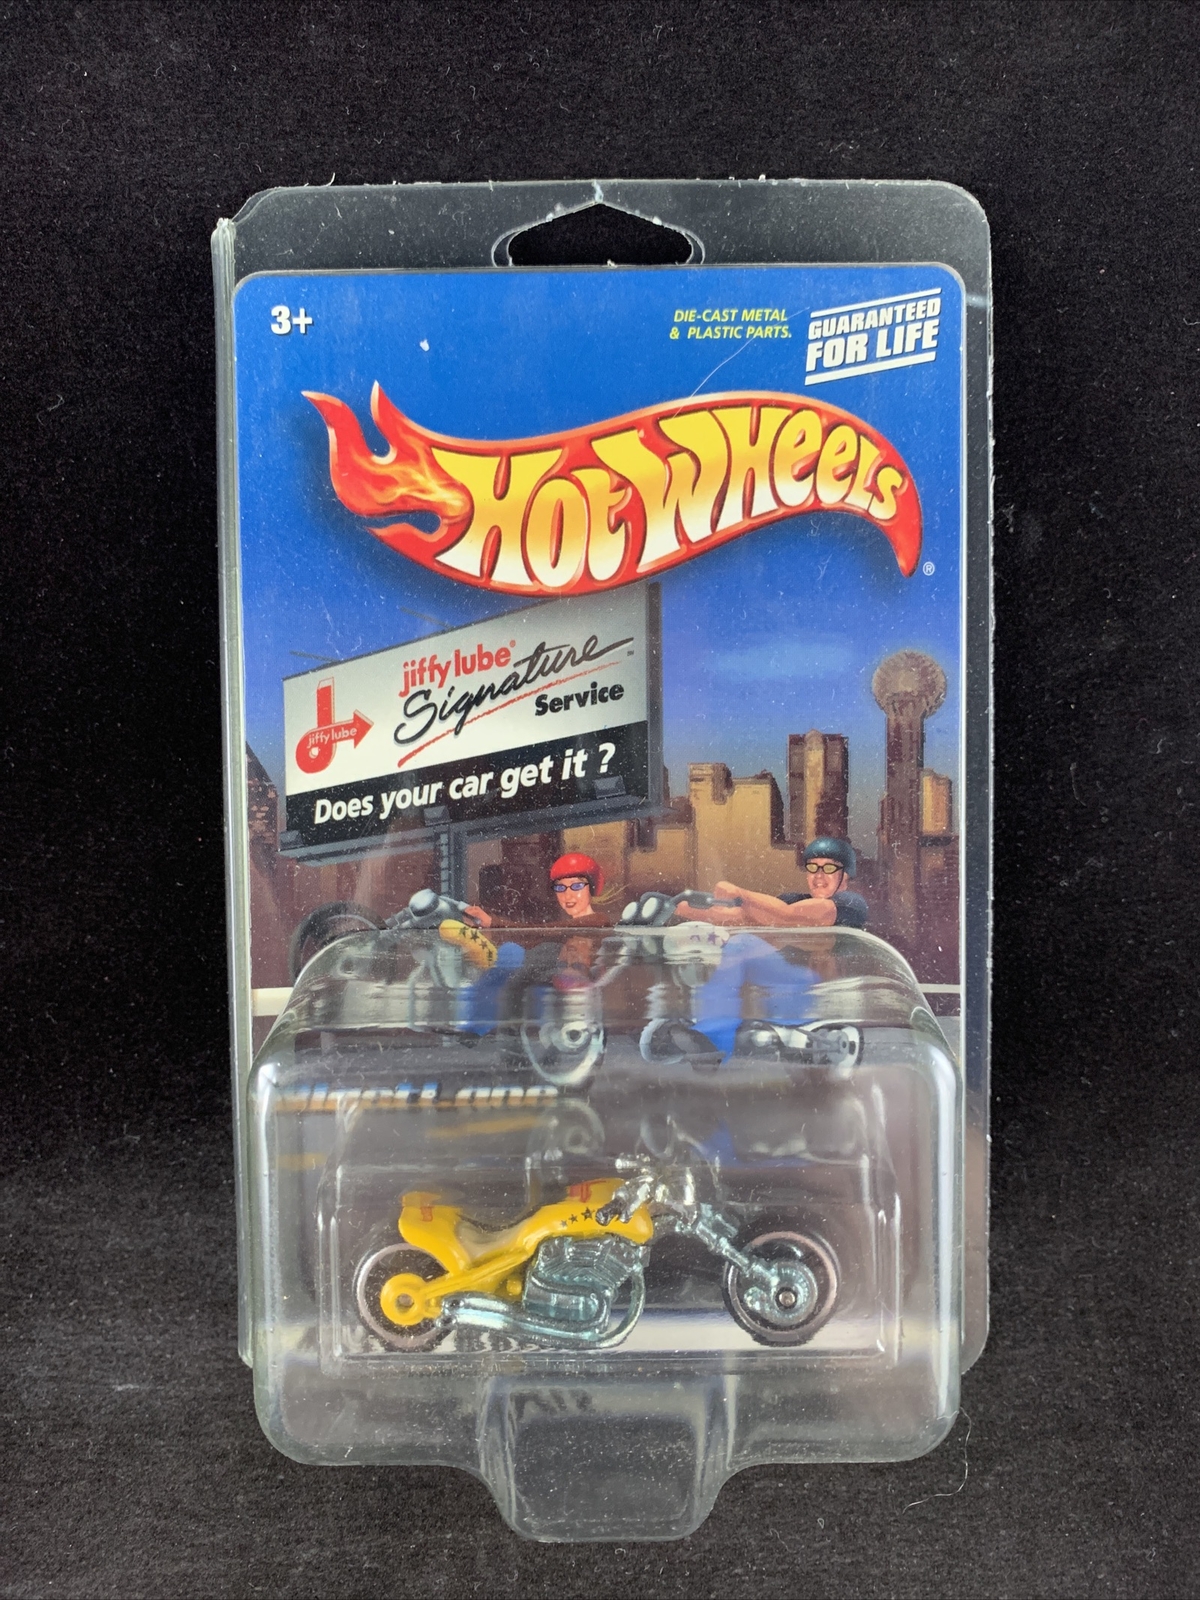 3+
DIE-CAST METAL
& PLASTIC PARTS.
GUARANTEED
FOR LIFE
HOT WHEELS®
jiffy lube®
Signature™
Service
jiffy lube
Does your car get it ?